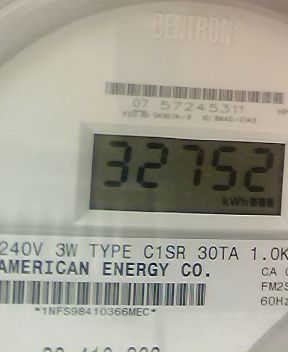 CENTRON®
07 57245311
32752
kWh
240V 3W TYPE C1SR 30TA 1.0K
AMERICAN ENERGY CO.
CA
FM2S
60Hz
*1NFS98410366MEC*